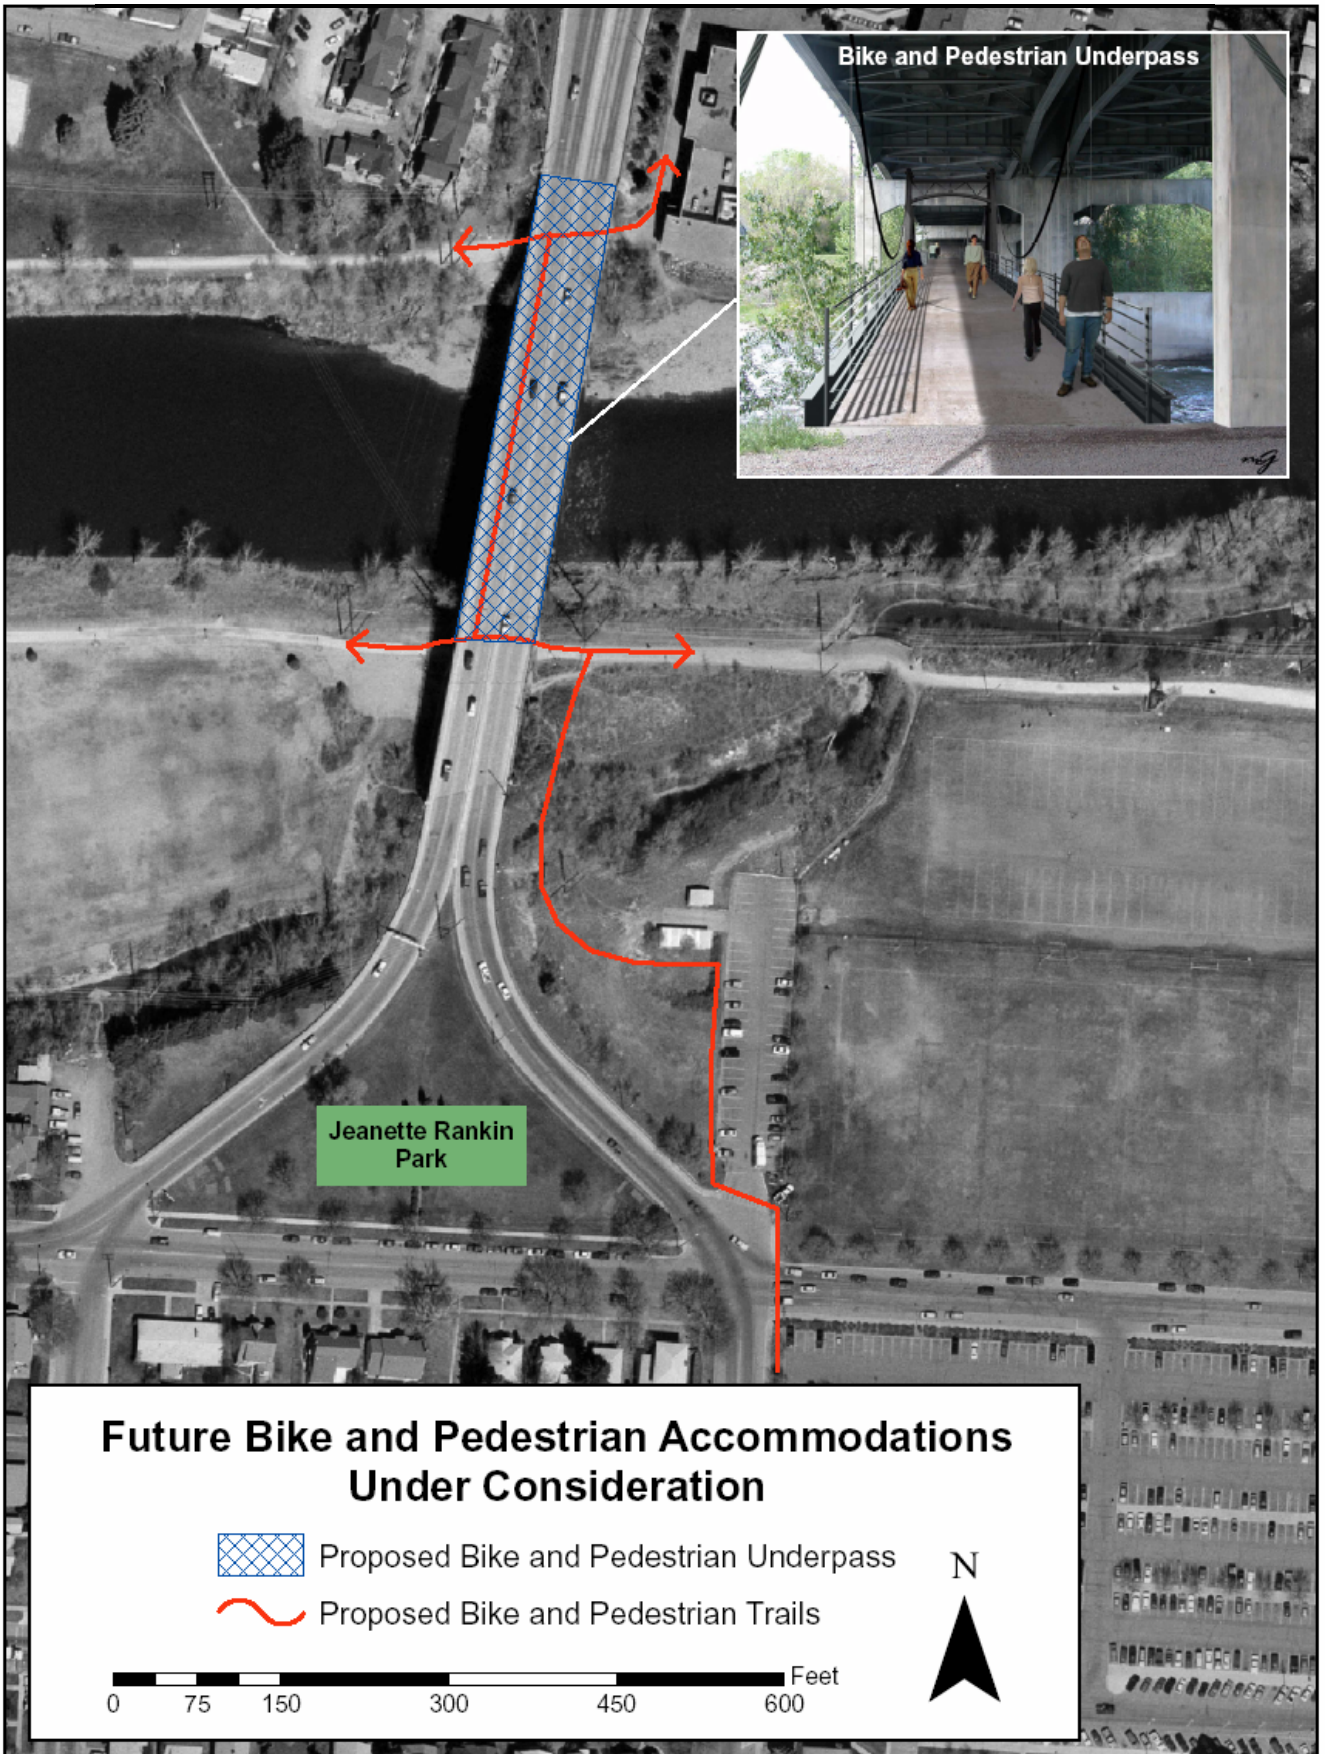 Bike and Pedestrian Underpass
Jeanette Rankin
Park
Future Bike and Pedestrian Accommodations
Under Consideration
Proposed Bike and Pedestrian Underpass
N
Proposed Bike and Pedestrian Trails
Feet
0 75 150 300 450 600